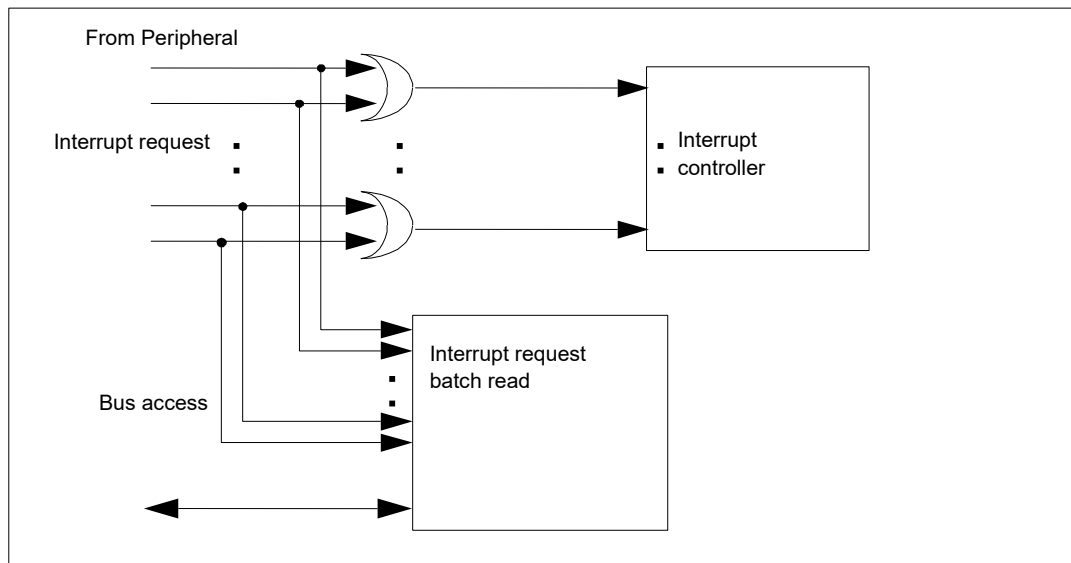 From Peripheral
Interrupt request
Interrupt
controller
Interrupt request
batch read
Bus access